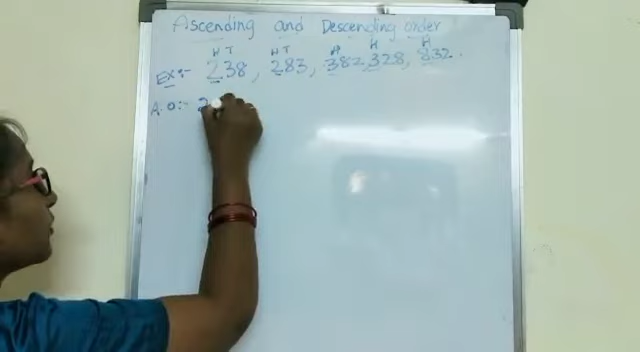 Ascending and Descending order
H T H T H H H
Ex:- 238, 283, 382, 328, 832.
A.O:- 2